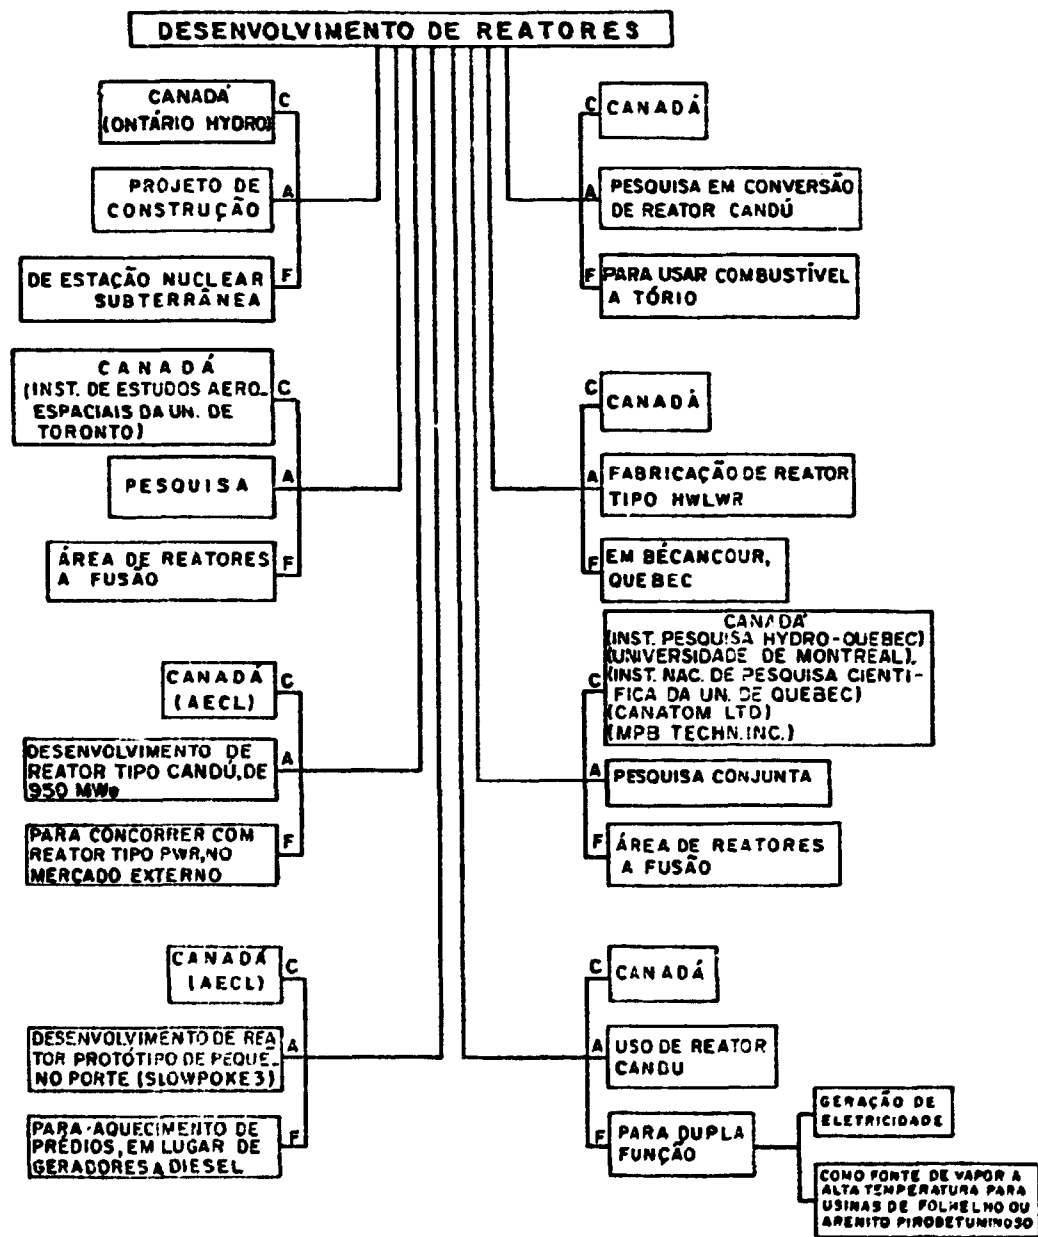 DESENVOLVIMENTO DE REATORES
CANADÁ
(ONTÁRIO HYDRO)
C
PROJETO DE
CONSTRUÇÃO
A
DE ESTAÇÃO NUCLEAR
SUBTERRÂNEA
F
CANADÁ
(INST. DE ESTUDOS AERO-
ESPACIAIS DA UN. DE
TORONTO)
C
PESQUISA
A
ÁREA DE REATORES
A FUSÃO
F
CANADÁ
(AECL)
C
DESENVOLVIMENTO DE
REATOR TIPO CANDÚ, DE
950 MWe
A
PARA CONCORRER COM
REATOR TIPO PWR, NO
MERCADO EXTERNO
F
CANADÁ
(AECL)
C
DESENVOLVIMENTO DE REA
TOR PROTÓTIPO DE PEQUE_
NO PORTE (SLOWPOKE 3)
A
PARA AQUECIMENTO DE
PRÉDIOS, EM LUGAR DE
GERADORES A DIESEL
F
C
CANADÁ
A
PESQUISA EM CONVERSÃO
DE REATOR CANDÚ
F
PARA USAR COMBUSTÍVEL
A TÓRIO
C
CANADÁ
A
FABRICAÇÃO DE REATOR
TIPO HWLWR
F
EM BÉCANCOUR,
QUEBEC
C
CANADÁ
(INST. PESQUISA HYDRO-QUEBEC)
(UNIVERSIDADE DE MONTREAL).
(INST. NAC. DE PESQUISA CIENTI-
FICA DA UN. DE QUEBEC)
(CANATOM LTD)
(MPB TECHN. INC.)
A
PESQUISA CONJUNTA
F
ÁREA DE REATORES
A FUSÃO
C
CANADÁ
A
USO DE REATOR
CANDU
F
PARA DUPLA
FUNÇÃO
GERAÇÃO DE
ELETRICIDADE
COMO FONTE DE VAPOR A
ALTA TEMPERATURA PARA
USINAS DE FOLHELHO OU
ARENITO PIROBETUMINOSO